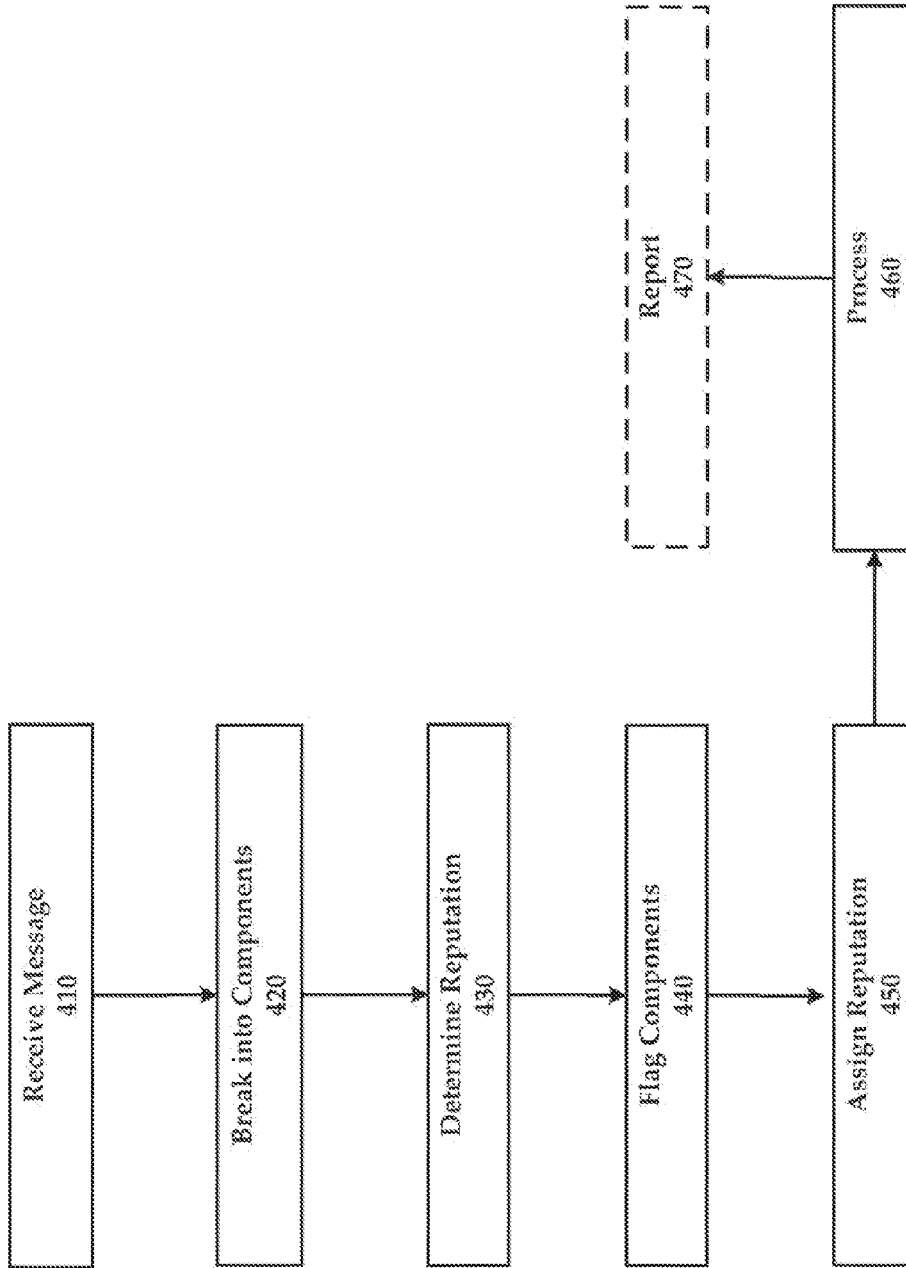 Receive Message
410
Break into Components
420
Determine Reputation
430
Flag Components
440
Assign Reputation
450
Process
460
Report
470